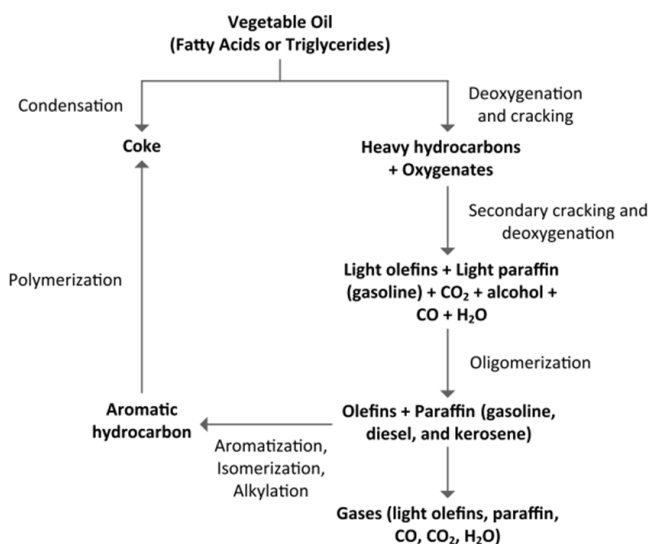 Vegetable Oil
(Fatty Acids or Triglycerides)
Condensation
Deoxygenation
and cracking
Coke
Heavy hydrocarbons
+ Oxygenates
Secondary cracking and
deoxygenation
Polymerization
Light olefins + Light paraffin
(gasoline) + CO₂ + alcohol +
CO + H₂O
Oligomerization
Aromatic
hydrocarbon
Olefins + Paraffin (gasoline,
diesel, and kerosene)
Aromatization,
Isomerization,
Alkylation
Gases (light olefins, paraffin,
CO, CO₂, H₂O)